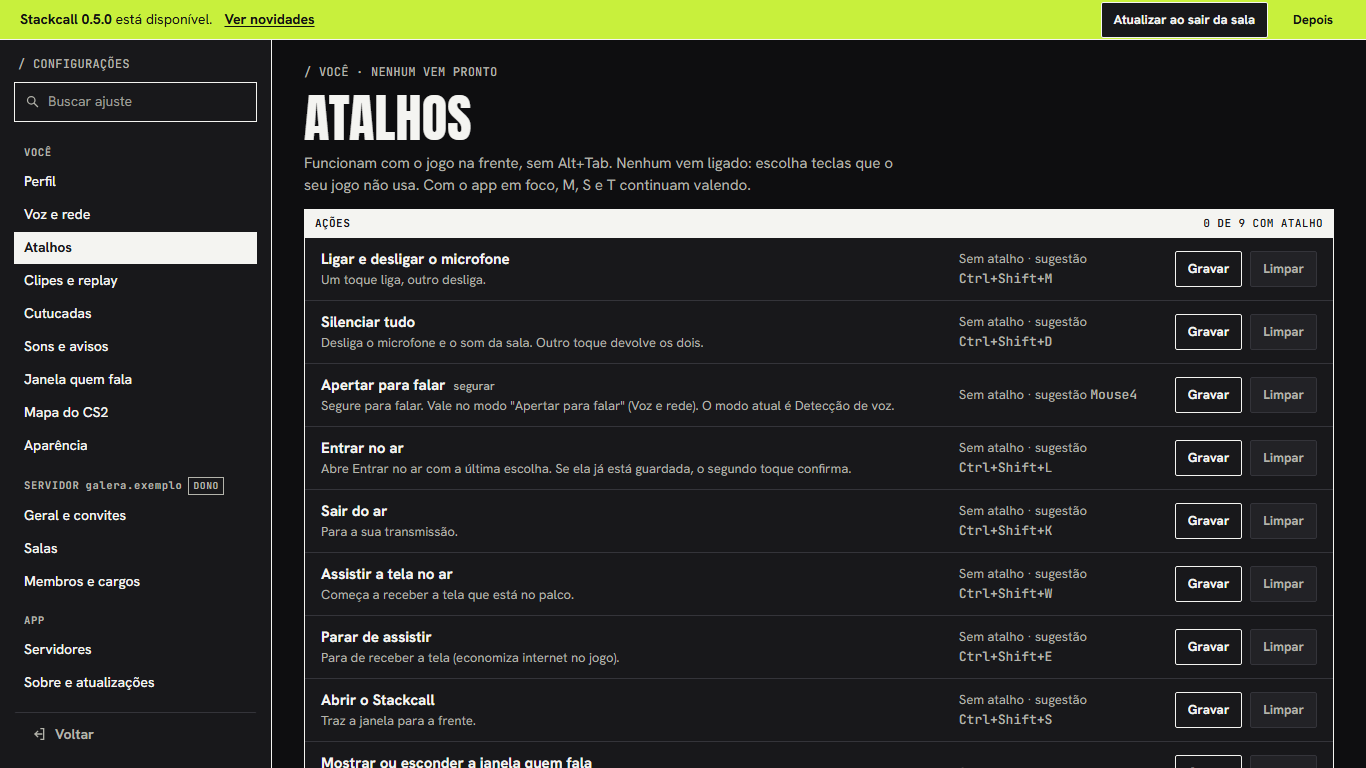 Stackcall 0.5.0 está disponível. Ver novidades
Atualizar ao sair da sala
Depois
/ CONFIGURAÇÕES
Buscar ajuste
VOCÊ
Perfil
Voz e rede
Atalhos
Clipes e replay
Cutucadas
Sons e avisos
Janela quem fala
Mapa do CS2
Aparência
SERVIDOR galera.exemplo DONO
Geral e convites
Salas
Membros e cargos
APP
Servidores
Sobre e atualizações
Voltar
/ VOCÊ · NENHUM VEM PRONTO
ATALHOS
Funcionam com o jogo na frente, sem Alt+Tab. Nenhum vem ligado: escolha teclas que o
seu jogo não usa. Com o app em foco, M, S e T continuam valendo.
AÇÕES
0 DE 9 COM ATALHO
Ligar e desligar o microfone
Um toque liga, outro desliga.
Sem atalho · sugestão
Ctrl+Shift+M
Gravar
Limpar
Silenciar tudo
Desliga o microfone e o som da sala. Outro toque devolve os dois.
Sem atalho · sugestão
Ctrl+Shift+D
Gravar
Limpar
Apertar para falar segurar
Segure para falar. Vale no modo "Apertar para falar" (Voz e rede). O modo atual é Detecção de voz.
Sem atalho · sugestão Mouse4
Gravar
Limpar
Entrar no ar
Abre Entrar no ar com a última escolha. Se ela já está guardada, o segundo toque confirma.
Sem atalho · sugestão
Ctrl+Shift+L
Gravar
Limpar
Sair do ar
Para a sua transmissão.
Sem atalho · sugestão
Ctrl+Shift+K
Gravar
Limpar
Assistir a tela no ar
Começa a receber a tela que está no palco.
Sem atalho · sugestão
Ctrl+Shift+W
Gravar
Limpar
Parar de assistir
Para de receber a tela (economiza internet no jogo).
Sem atalho · sugestão
Ctrl+Shift+E
Gravar
Limpar
Abrir o Stackcall
Traz a janela para a frente.
Sem atalho · sugestão
Ctrl+Shift+S
Gravar
Limpar
Mostrar ou esconder a janela quem fala